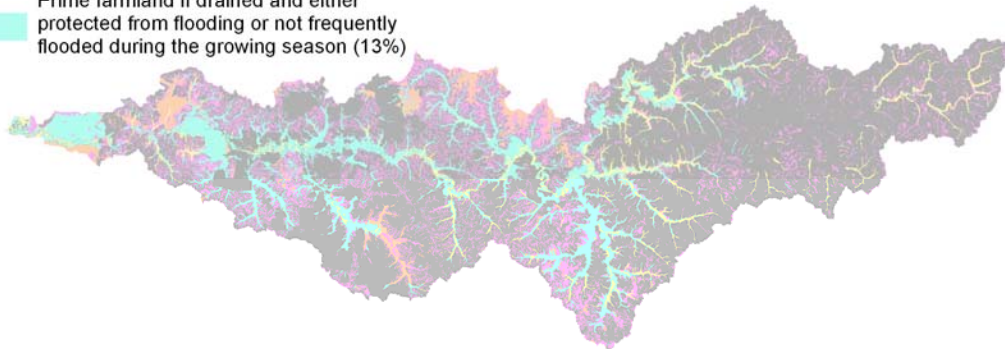 Prime farmland if drained and either
protected from flooding or not frequently
flooded during the growing season (13%)